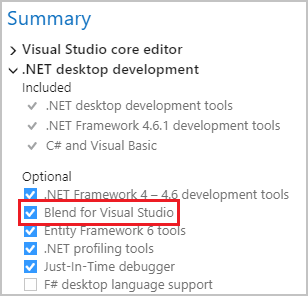 Summary
Visual Studio core editor
.NET desktop development
Included
.NET desktop development tools
.NET Framework 4.6.1 development tools
C# and Visual Basic
Optional
.NET Framework 4 – 4.6 development tools
Blend for Visual Studio
Entity Framework 6 tools
.NET profiling tools
Just-In-Time debugger
F# desktop language support